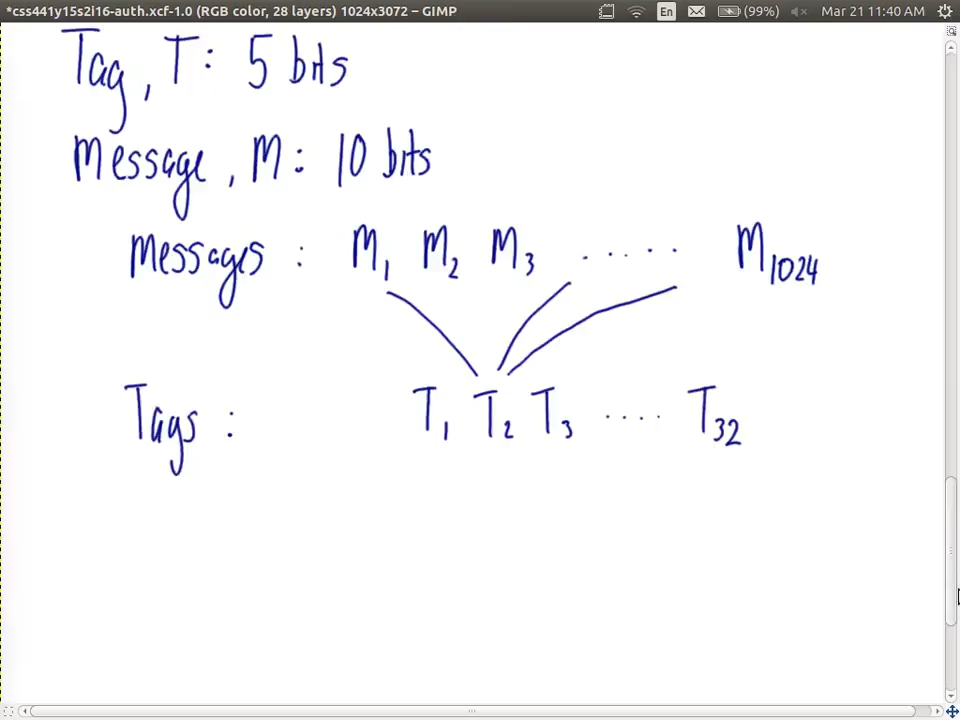 *css441y15s2i16-auth.xcf-1.0 (RGB color, 28 layers) 1024x3072 – GIMP En (99%) Mar 21 11:40 AM
Tag, T: 5 bits
Message, M: 10 bits
Messages : M1 M2 M3 ..... M1024
Tags : T1 T2 T3 .... T32